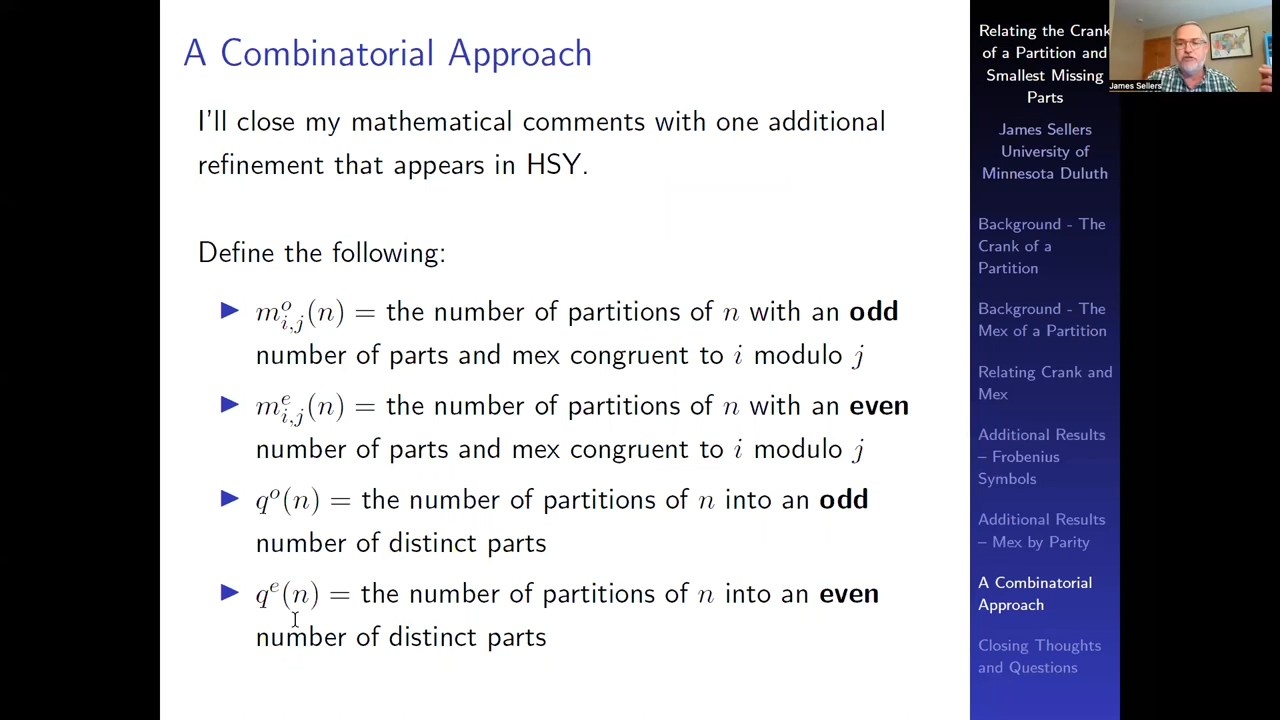 A Combinatorial Approach
I'll close my mathematical comments with one additional
refinement that appears in HSY.
Define the following:
▶ m^o_{i,j}(n) = the number of partitions of n with an odd
number of parts and mex congruent to i modulo j
▶ m^e_{i,j}(n) = the number of partitions of n with an even
number of parts and mex congruent to i modulo j
▶ q^o(n) = the number of partitions of n into an odd
number of distinct parts
▶ q^e(n) = the number of partitions of n into an even
number of distinct parts
Relating the Crank
of a Partition and
Smallest Missing
Parts
James Sellers
University of
Minnesota Duluth
Background - The
Crank of a
Partition
Background - The
Mex of a Partition
Relating Crank and
Mex
Additional Results
– Frobenius
Symbols
Additional Results
– Mex by Parity
A Combinatorial
Approach
Closing Thoughts
and Questions
James Sellers